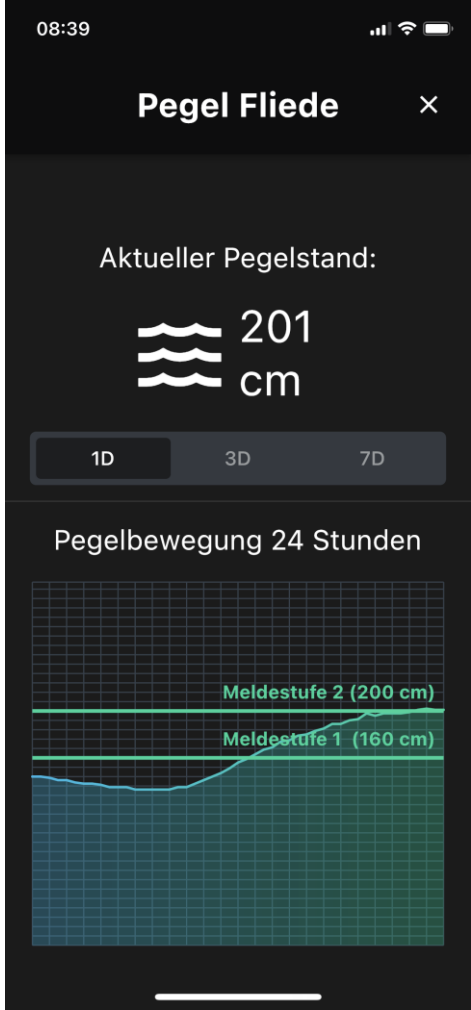 08:39
Pegel Fliede
Aktueller Pegelstand:
201
cm
1D 3D 7D
Pegelbewegung 24 Stunden
Meldestufe 2 (200 cm)
Meldestufe 1 (160 cm)